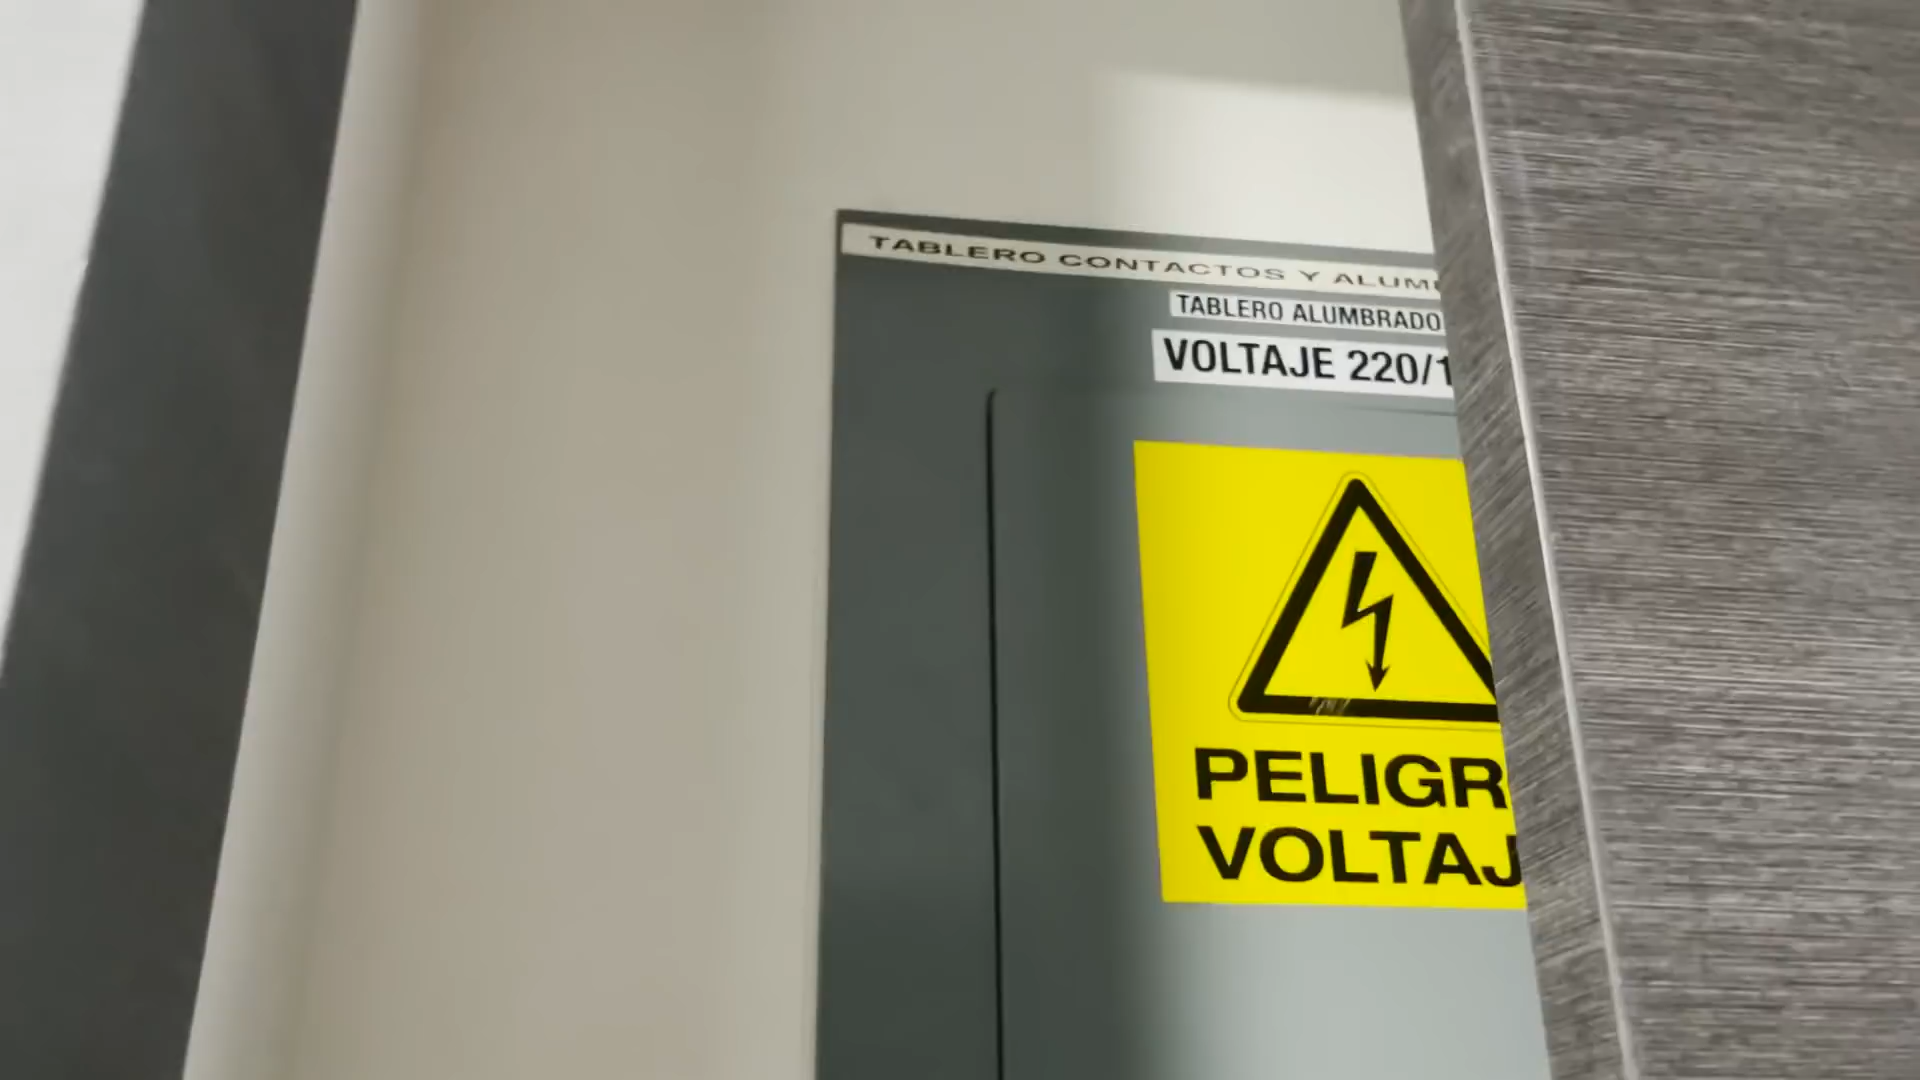 TABLERO CONTACTOS Y ALUM
TABLERO ALUMBRADO
VOLTAJE 220/1
PELIGR
VOLTAJ